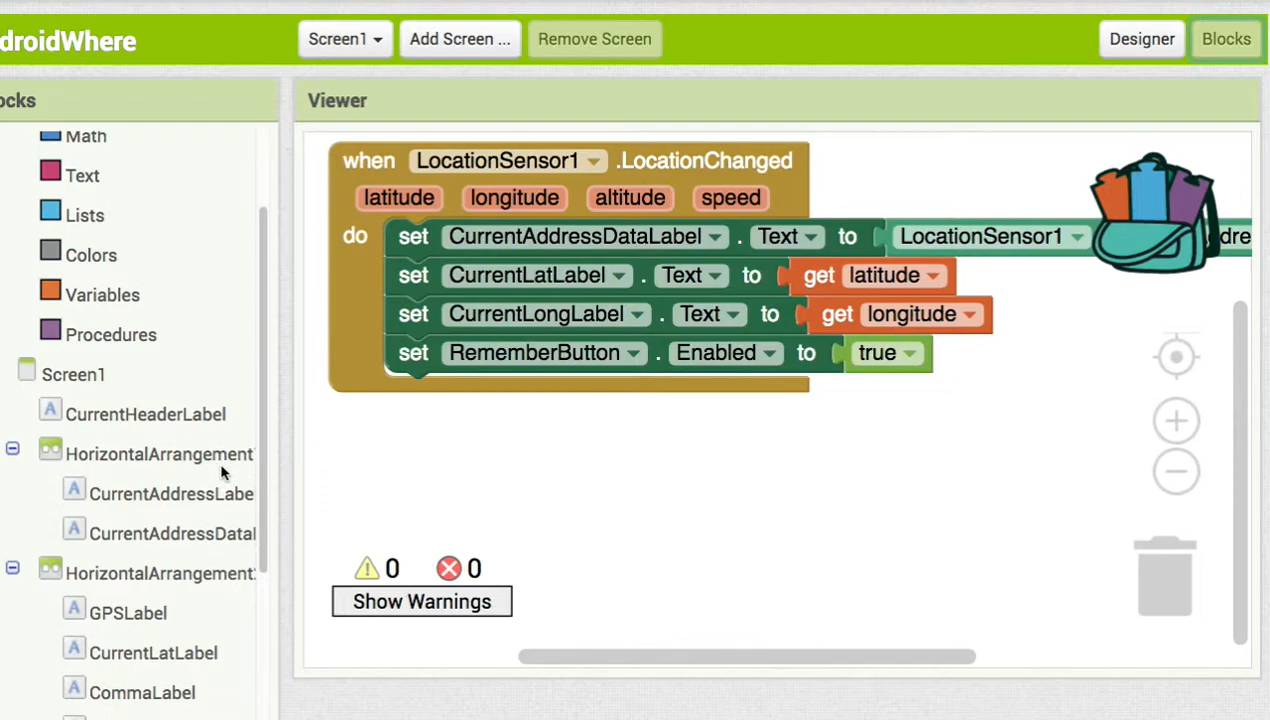 droidWhere
Screen1
Add Screen ...
Remove Screen
Designer
Blocks
ocks
Viewer
Math
Text
Lists
Colors
Variables
Procedures
Screen1
CurrentHeaderLabel
HorizontalArrangement
CurrentAddressLabe
CurrentAddressData
HorizontalArrangement
GPSLabel
CurrentLatLabel
CommaLabel
when LocationSensor1 .LocationChanged
latitude longitude altitude speed
do set CurrentAddressDataLabel . Text to LocationSensor1 dre
set CurrentLatLabel . Text to get latitude
set CurrentLongLabel . Text to get longitude
set RememberButton . Enabled to true
0 0
Show Warnings